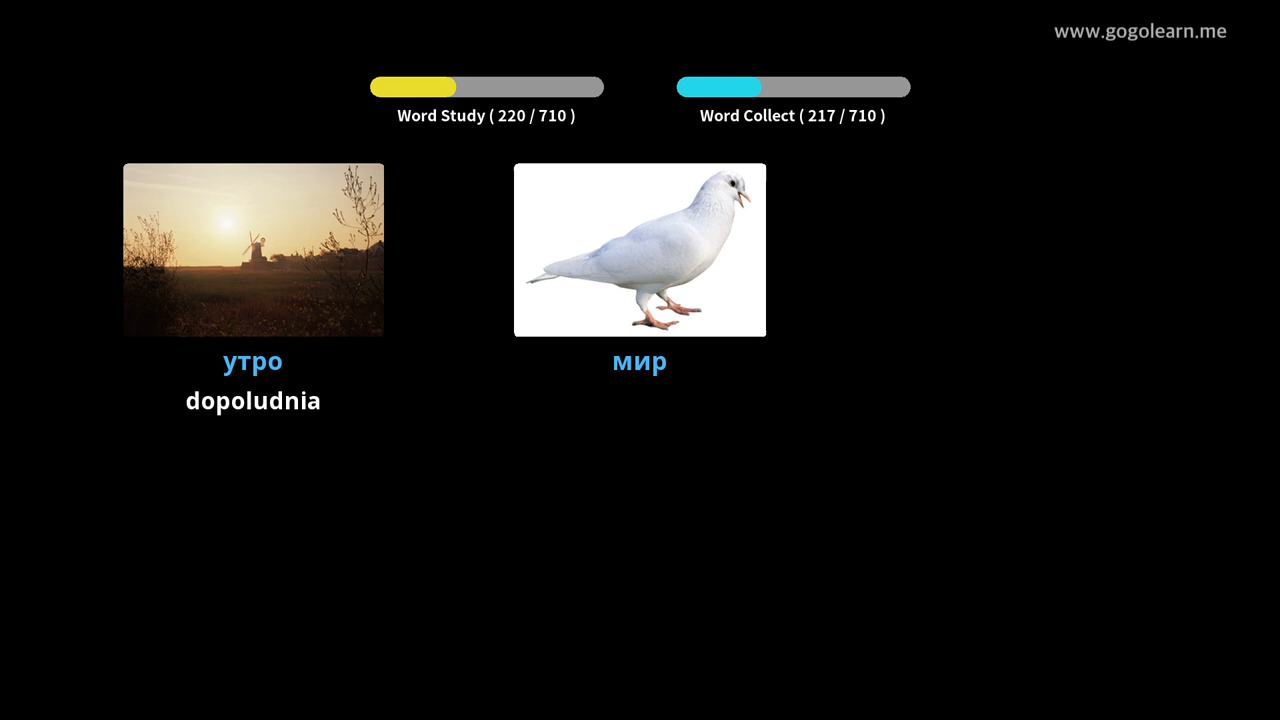 www.gogolearn.me
Word Study ( 220 / 710 )
Word Collect ( 217 / 710 )
утро
мир
dopoludnia